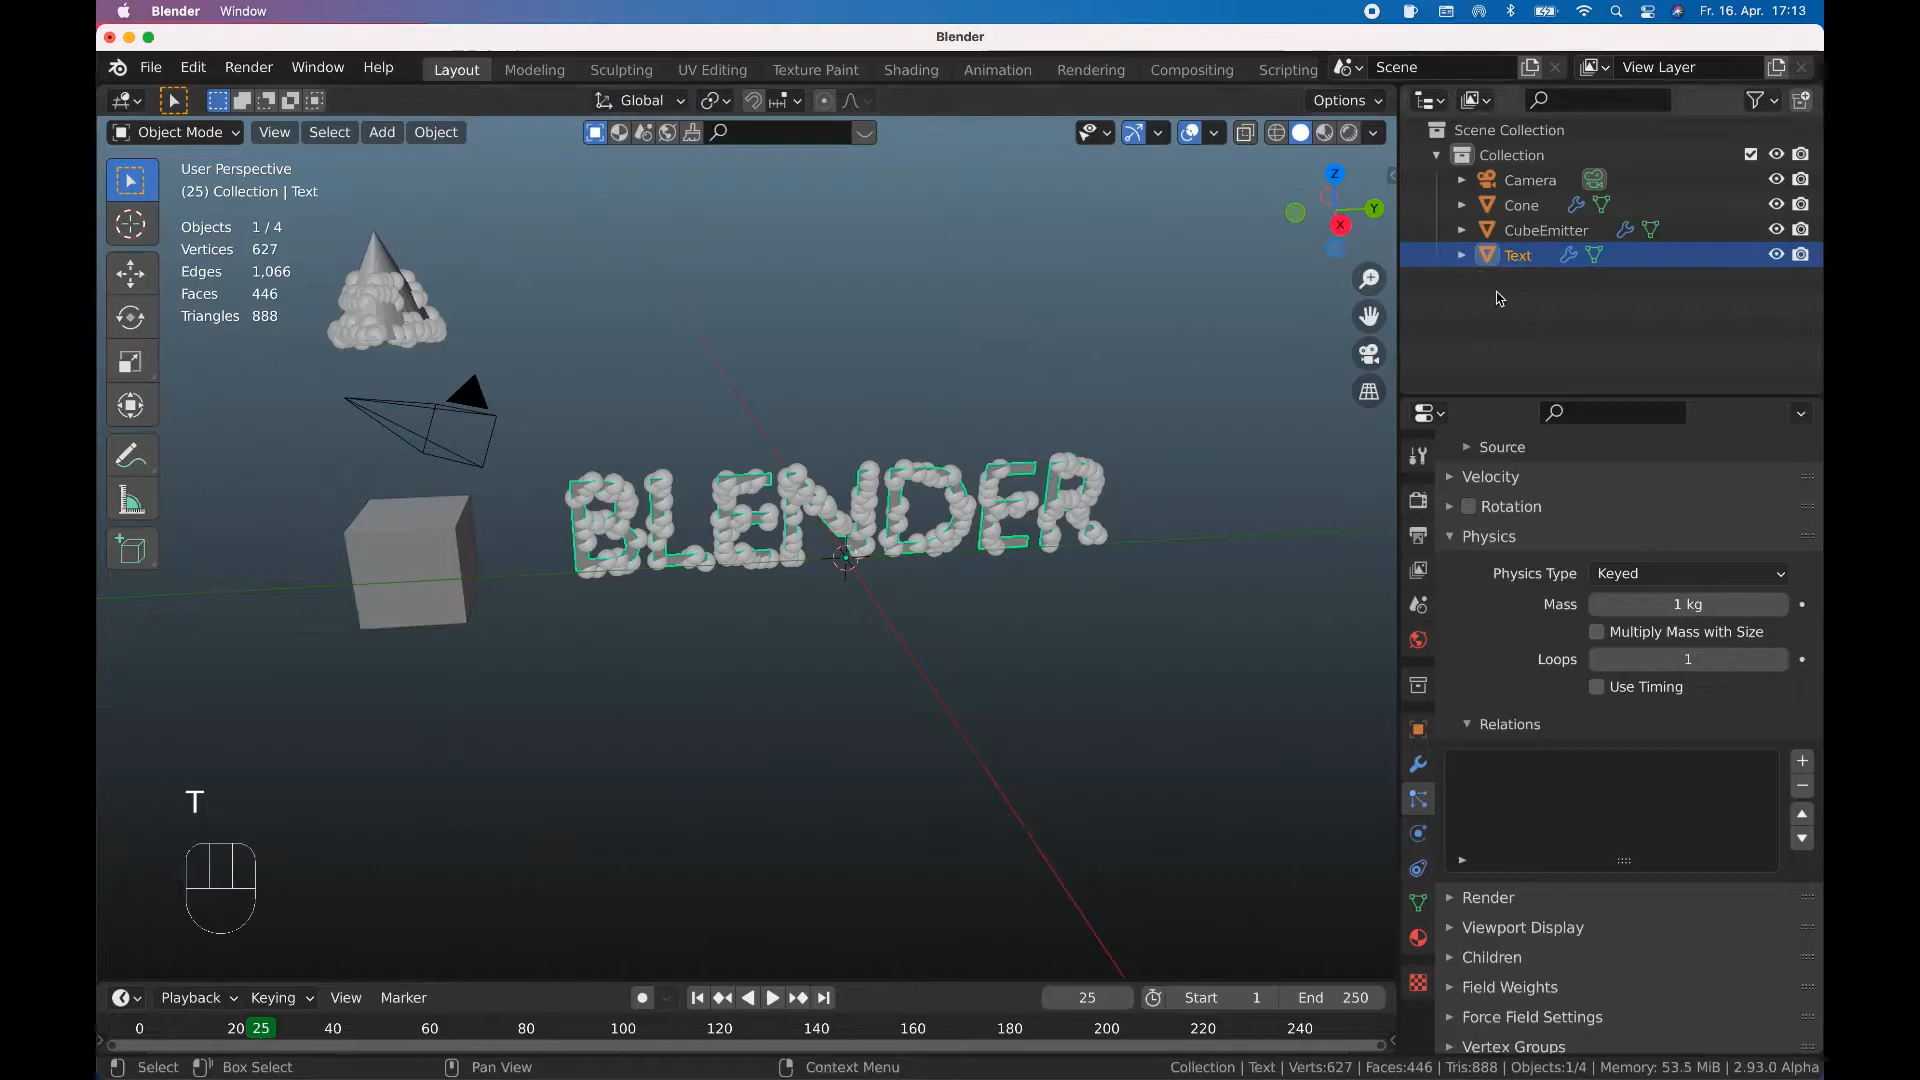 Blender Window Fr. 16. Apr. 17:13
Blender
File Edit Render Window Help Layout Modeling Sculpting UV Editing Texture Paint Shading Animation Rendering Compositing Scripting Scene View Layer
Global Options
Object Mode View Select Add Object
Scene Collection
Collection
Camera
Cone
CubeEmitter
Text
User Perspective
(25) Collection | Text
Objects 1 / 4
Vertices 627
Edges 1,066
Faces 446
Triangles 888
Z
Y
X
BLENDER
T
Source
Velocity
Rotation
Physics
Physics Type Keyed
Mass 1 kg
Multiply Mass with Size
Loops 1
Use Timing
Relations
Render
Viewport Display
Children
Field Weights
Force Field Settings
Vertex Groups
Playback Keying View Marker 25 Start 1 End 250
0 20 25 40 60 80 100 120 140 160 180 200 220 240
Select Box Select Pan View Context Menu Collection | Text | Verts:627 | Faces:446 | Tris:888 | Objects:1/4 | Memory: 53.5 MiB | 2.93.0 Alpha